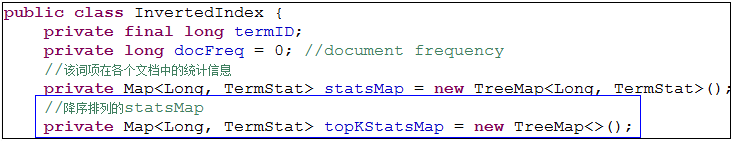 public class InvertedIndex {
private final long termID;
private long docFreq = 0; //document frequency
//该词项在各个文档中的统计信息
private Map<Long, TermStat> statsMap = new TreeMap<Long, TermStat>();
//降序排列的statsMap
private Map<Long, TermStat> topKStatsMap = new TreeMap<>();